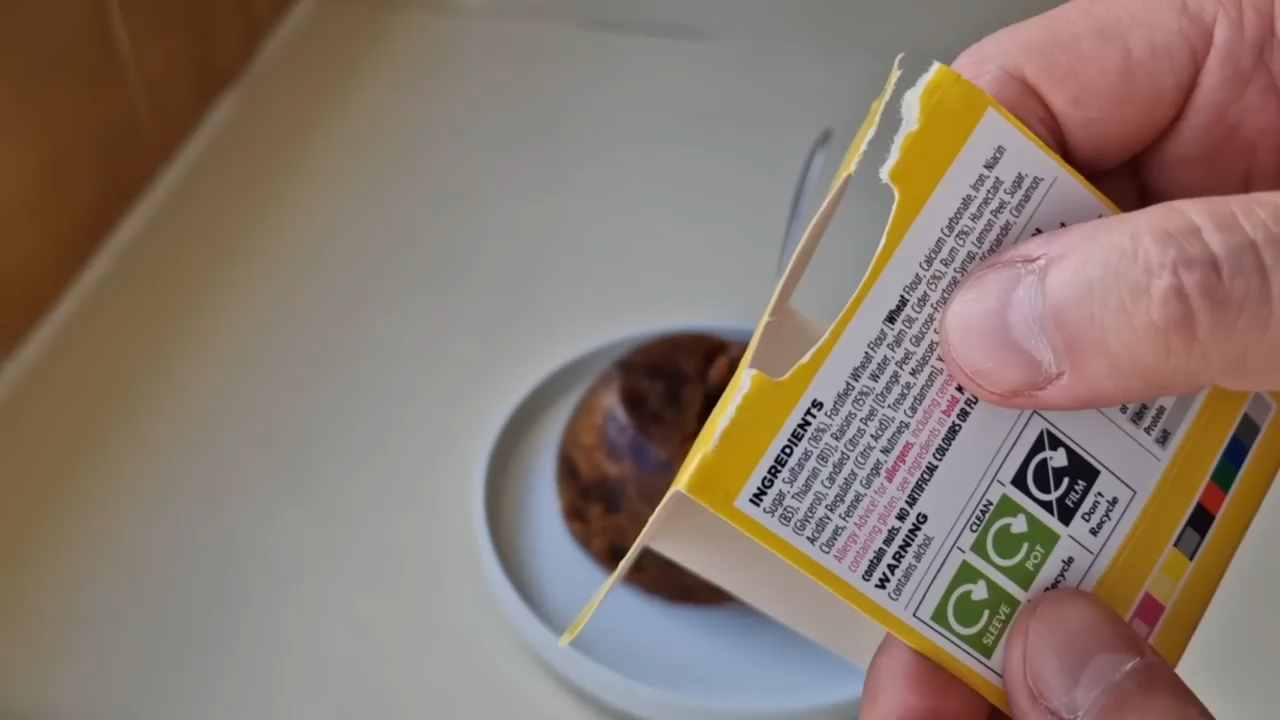 INGREDIENTS
Sugar, Sultanas (16%), Fortified Wheat Flour [Wheat Flour, Calcium Carbonate, Iron, Niacin
(B3), Thiamin (B1)], Raisins (15%), Water, Palm Oil, Cider (5%), Rum (3%), Humectant
(Glycerol), Candied Citrus Peel [Orange Peel, Glucose-Fructose Syrup, Lemon Peel, Sugar,
Acidity Regulator (Citric Acid)], Treacle, Molasses, Coriander, Cinnamon,
Cloves, Fennel, Ginger, Nutmeg, Cardamom],
Allergy Advice! For allergens, including
containing gluten, see ingredients in bold.
contain nuts. NO ARTIFICIAL COLOURS OR
WARNING
Contains alchol.
CLEAN
SLEEVE
POT
FILM
Don't
Recycle
Recycle
or
Fibre
Protein
Salt